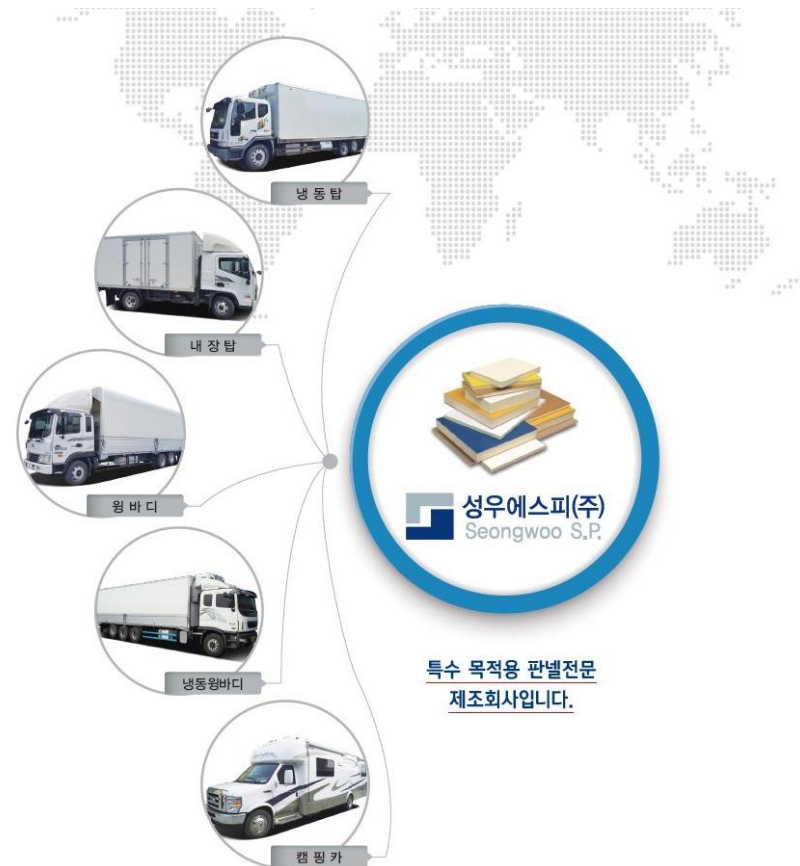 냉동탑
내장탑
윙바디
냉동윙바디
캠핑카
성우에스피(주)
Seongwoo S.P.
특수 목적용 판넬전문
제조회사입니다.